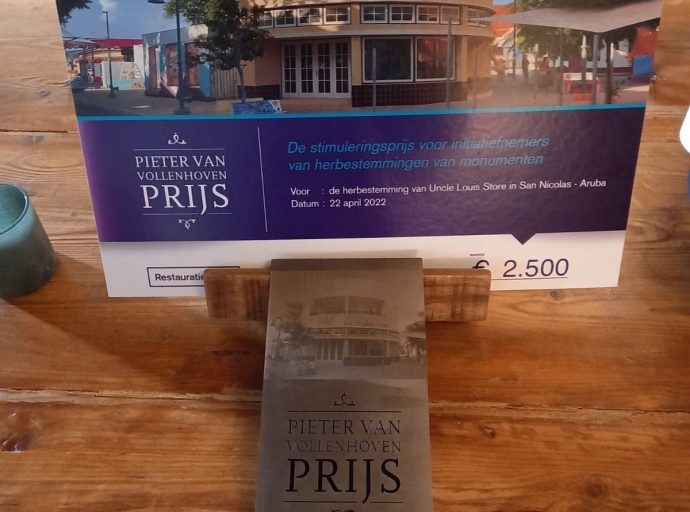 PIETER VAN
VOLLENHOVEN
PRIJS
De stimuleringsprijs voor initiatiefnemers
van herbestemmingen van monumenten
Voor : de herbestemming van Uncle Louis Store in San Nicolas - Aruba
Datum : 22 april 2022
€ 2.500
PIETER VAN
VOLLENHOVEN
PRIJS